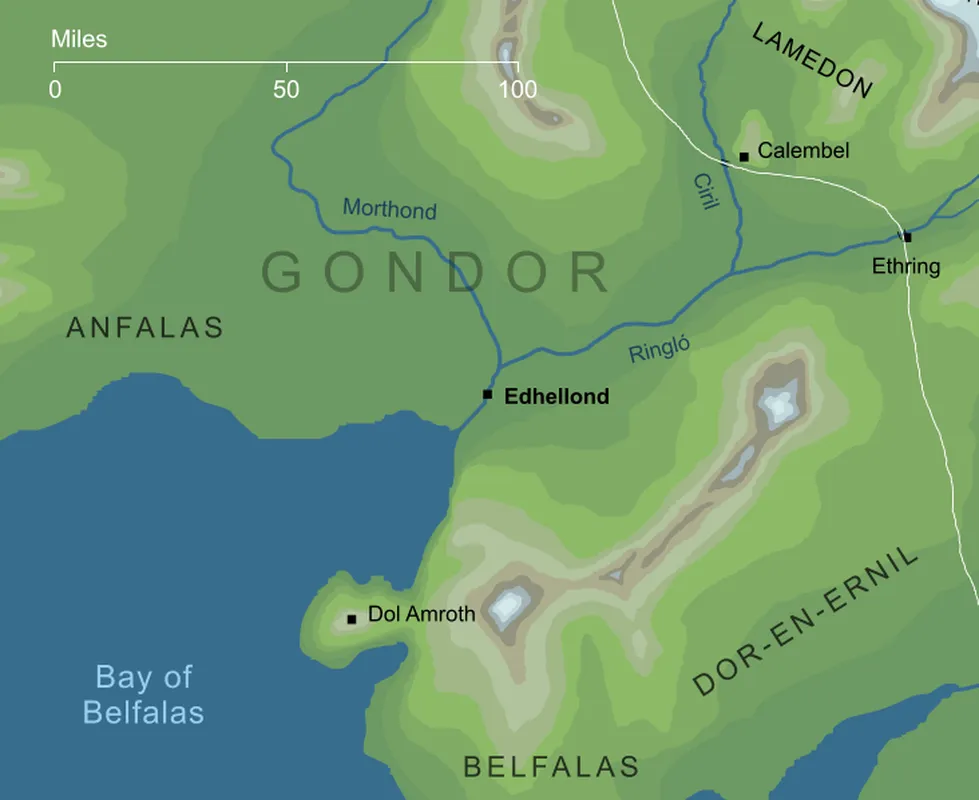 Miles
0 50 100
LAMEDON
Calembel
Ciril
Morthond
GONDOR
Ethring
ANFALAS
Ringló
Edhellond
DOR-EN-ERNIL
Dol Amroth
Bay of
Belfalas
BELFALAS